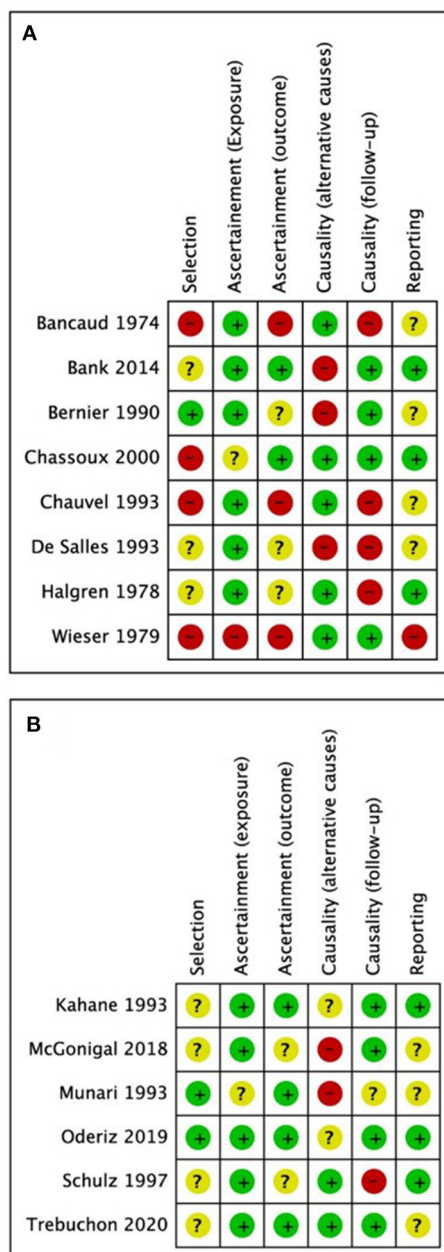 A
Selection
Ascertainement (Exposure)
Ascertainment (outcome)
Causality (alternative causes)
Causality (follow-up)
Reporting
Bancaud 1974 - + - + - ?
Bank 2014 ? + + - + +
Bernier 1990 + + ? - + ?
Chassoux 2000 - ? + + + +
Chauvel 1993 - + - + - ?
De Salles 1993 ? + ? - - ?
Halgren 1978 ? + ? + - +
Wieser 1979 - - - + + -
B
Selection
Ascertainment (exposure)
Ascertainment (outcome)
Causality (alternative causes)
Causality (follow-up)
Reporting
Kahane 1993 ? + + ? + +
McGonigal 2018 ? + ? - + ?
Munari 1993 + ? + - ? ?
Oderiz 2019 + + + ? + +
Schulz 1997 ? + ? + - +
Trebuchon 2020 ? + + + + ?